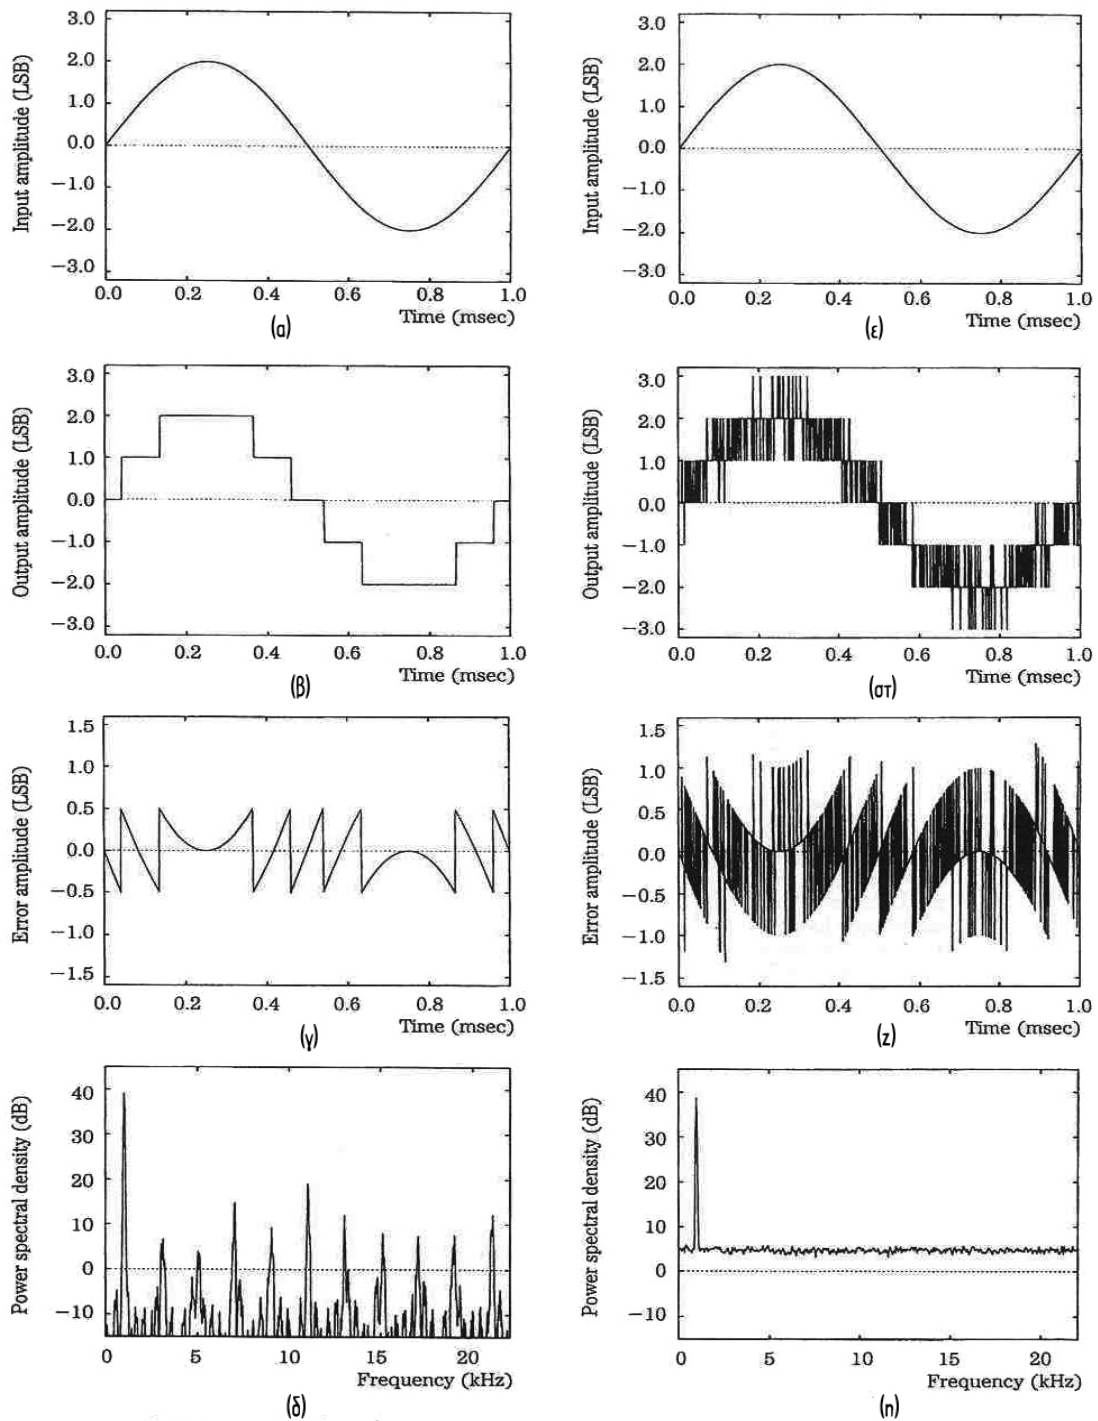 Input amplitude (LSB)
3.0
2.0
1.0
0.0
−1.0
−2.0
−3.0
0.0 0.2 0.4 0.6 0.8 1.0
Time (msec)
(α)
Input amplitude (LSB)
3.0
2.0
1.0
0.0
−1.0
−2.0
−3.0
0.0 0.2 0.4 0.6 0.8 1.0
Time (msec)
(ε)
Output amplitude (LSB)
3.0
2.0
1.0
0.0
−1.0
−2.0
−3.0
0.0 0.2 0.4 0.6 0.8 1.0
Time (msec)
(β)
Output amplitude (LSB)
3.0
2.0
1.0
0.0
−1.0
−2.0
−3.0
0.0 0.2 0.4 0.6 0.8 1.0
Time (msec)
(στ)
Error amplitude (LSB)
1.5
1.0
0.5
0.0
−0.5
−1.0
−1.5
0.0 0.2 0.4 0.6 0.8 1.0
Time (msec)
(γ)
Error amplitude (LSB)
1.5
1.0
0.5
0.0
−0.5
−1.0
−1.5
0.0 0.2 0.4 0.6 0.8 1.0
Time (msec)
(z)
Power spectral density (dB)
40
30
20
10
0
−10
0 5 10 15 20
Frequency (kHz)
(δ)
Power spectral density (dB)
40
30
20
10
0
−10
0 5 10 15 20
Frequency (kHz)
(η)